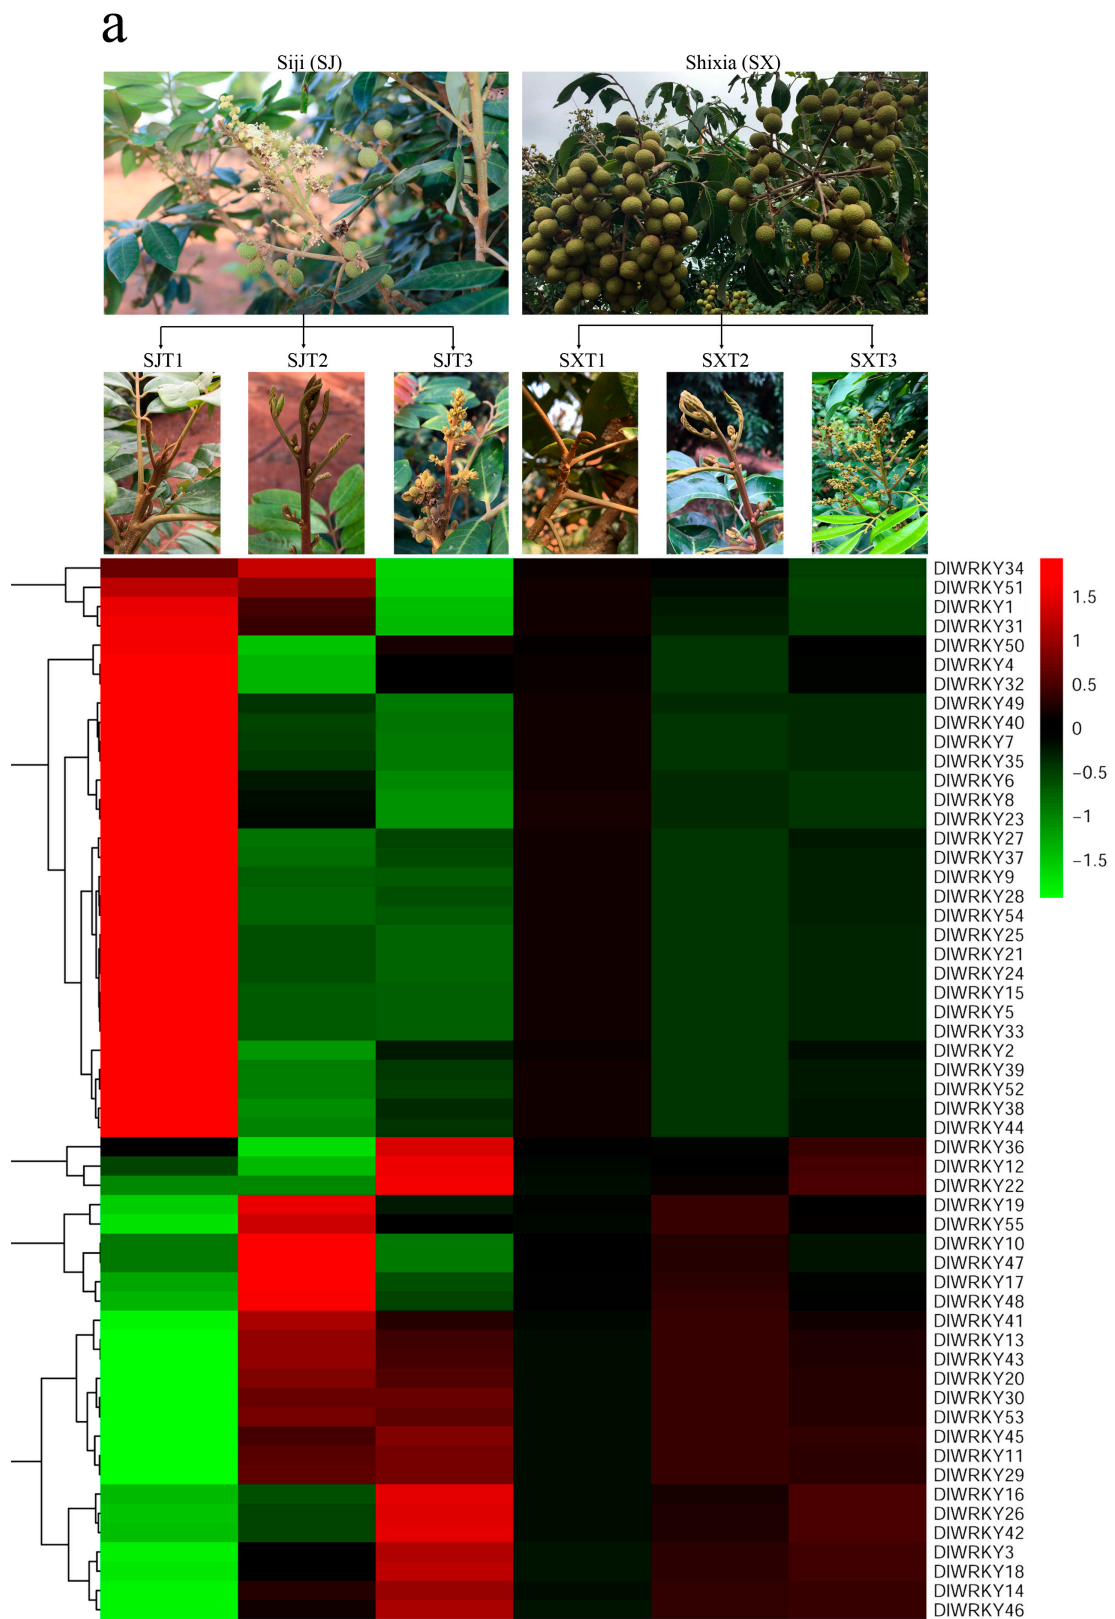 a
Siji (SJ)
Shixia (SX)
SJT1
SJT2
SJT3
SXT1
SXT2
SXT3
DlWRKY34
DlWRKY51
DlWRKY1
DlWRKY31
DlWRKY50
DlWRKY4
DlWRKY32
DlWRKY49
DlWRKY40
DlWRKY7
DlWRKY35
DlWRKY6
DlWRKY8
DlWRKY23
DlWRKY27
DlWRKY37
DlWRKY9
DlWRKY28
DlWRKY54
DlWRKY25
DlWRKY21
DlWRKY24
DlWRKY15
DlWRKY5
DlWRKY33
DlWRKY2
DlWRKY39
DlWRKY52
DlWRKY38
DlWRKY44
DlWRKY36
DlWRKY12
DlWRKY22
DlWRKY19
DlWRKY55
DlWRKY10
DlWRKY47
DlWRKY17
DlWRKY48
DlWRKY41
DlWRKY13
DlWRKY43
DlWRKY20
DlWRKY30
DlWRKY53
DlWRKY45
DlWRKY11
DlWRKY29
DlWRKY16
DlWRKY26
DlWRKY42
DlWRKY3
DlWRKY18
DlWRKY14
DlWRKY46
1.5
1
0.5
0
−0.5
−1
−1.5